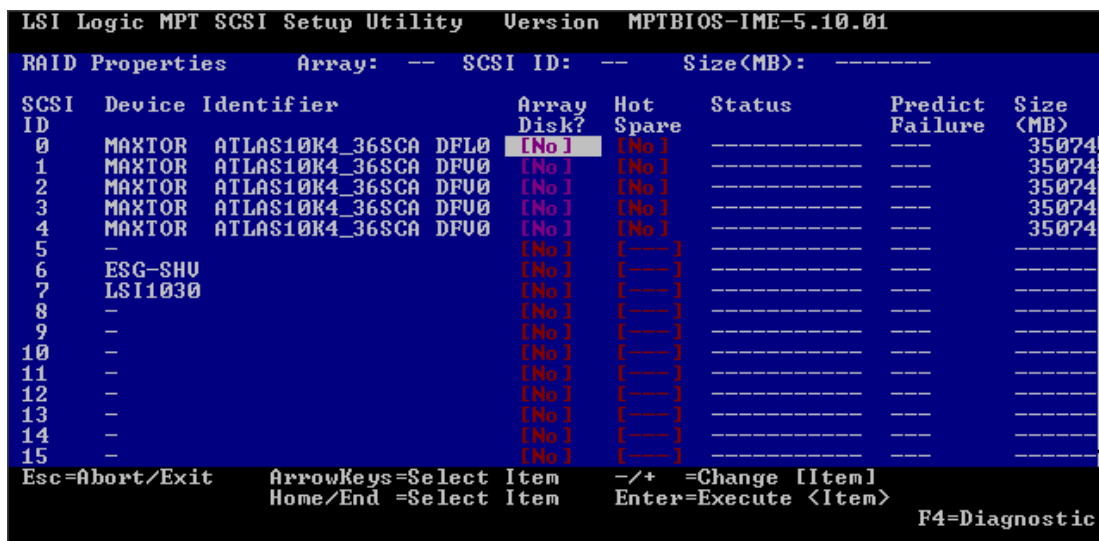 LSI Logic MPT SCSI Setup Utility Version MPTBIOS-IME-5.10.01
RAID Properties Array: -- SCSI ID: -- Size(MB): -------
SCSI Device Identifier Array Hot Status Predict Size
ID Disk? Spare Failure (MB)
0 MAXTOR ATLAS10K4_36SCA DFL0 [No] [No] ----------- --- 35074
1 MAXTOR ATLAS10K4_36SCA DFV0 [No] [No] ----------- --- 35074
2 MAXTOR ATLAS10K4_36SCA DFV0 [No] [No] ----------- --- 35074
3 MAXTOR ATLAS10K4_36SCA DFV0 [No] [No] ----------- --- 35074
4 MAXTOR ATLAS10K4_36SCA DFV0 [No] [No] ----------- --- 35074
5 - [No] [---] ----------- --- ------
6 ESG-SHV [No] [---] ----------- --- ------
7 LSI1030 [No] [---] ----------- --- ------
8 - [No] [---] ----------- --- ------
9 - [No] [---] ----------- --- ------
10 - [No] [---] ----------- --- ------
11 - [No] [---] ----------- --- ------
12 - [No] [---] ----------- --- ------
13 - [No] [---] ----------- --- ------
14 - [No] [---] ----------- --- ------
15 - [No] [---] ----------- --- ------
Esc=Abort/Exit ArrowKeys=Select Item -/+ =Change [Item]
Home/End =Select Item Enter=Execute <Item>
F4=Diagnostic